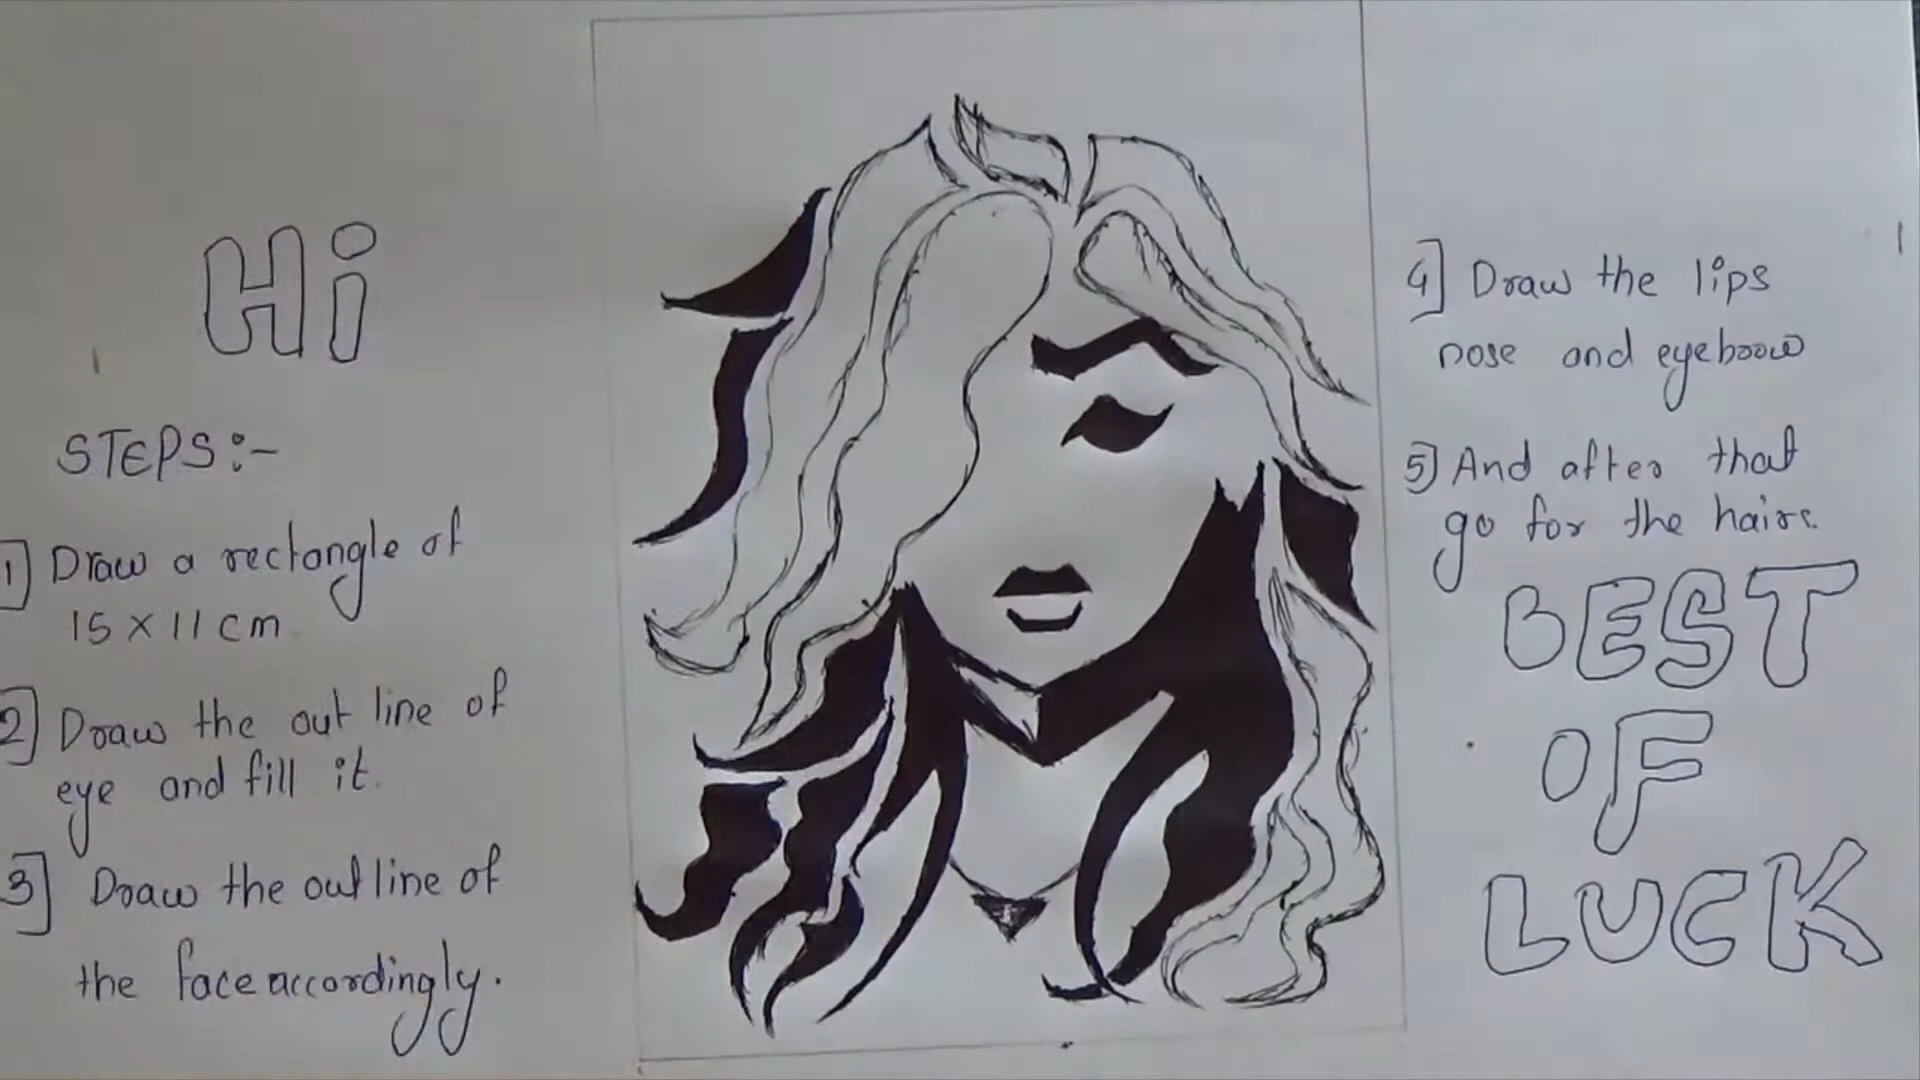 Hi
STEPS:-
1] Draw a rectangle of
15 x 11 cm
2] Draw the out line of
eye and fill it.
3] Draw the out line of
the face accordingly.
4] Draw the lips
nose and eyeboow
5] And after that
go for the hairs.
BEST
OF
LUCK